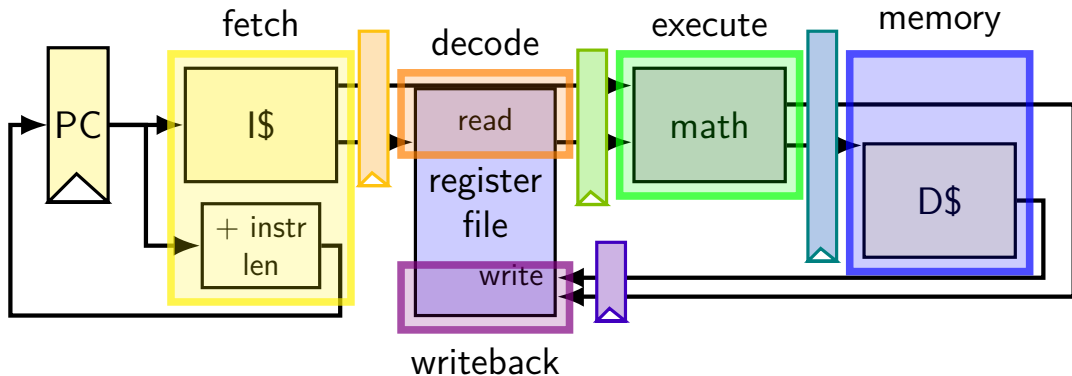 fetch
decode
execute
memory
PC
I$
read
math
register
file
D$
+ instr
len
write
writeback